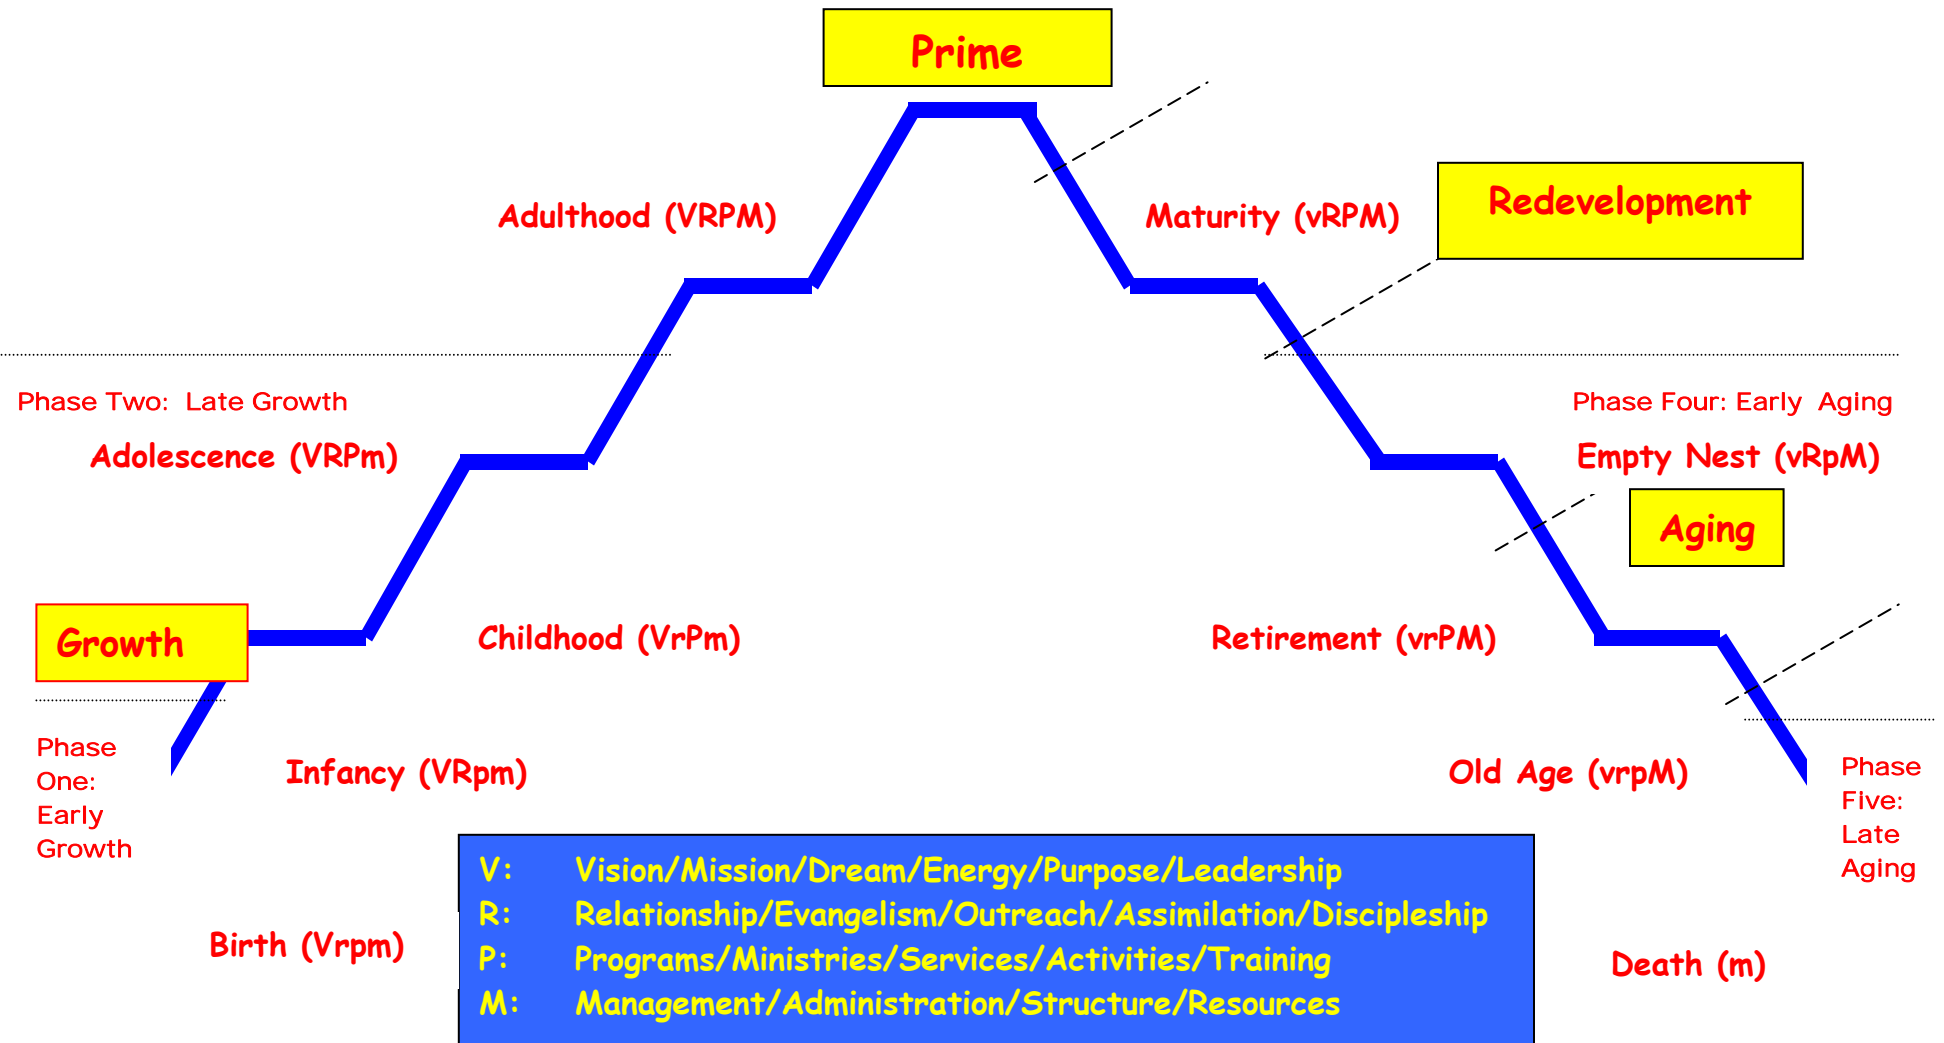 Prime
Redevelopment
Adulthood (VRPM)
Maturity (vRPM)
Phase Two:  Late Growth
Phase Four: Early  Aging
Adolescence (VRPm)
Empty Nest (vRpM)
Aging
Growth
Childhood (VrPm)
Retirement (vrPM)
Phase
One:
Early
Growth
Infancy (VRpm)
Old Age (vrpM)
Phase
Five:
Late
Aging
V: Vision/Mission/Dream/Energy/Purpose/Leadership
R: Relationship/Evangelism/Outreach/Assimilation/Discipleship
P: Programs/Ministries/Services/Activities/Training
M: Management/Administration/Structure/Resources
Birth (Vrpm)
Death (m)